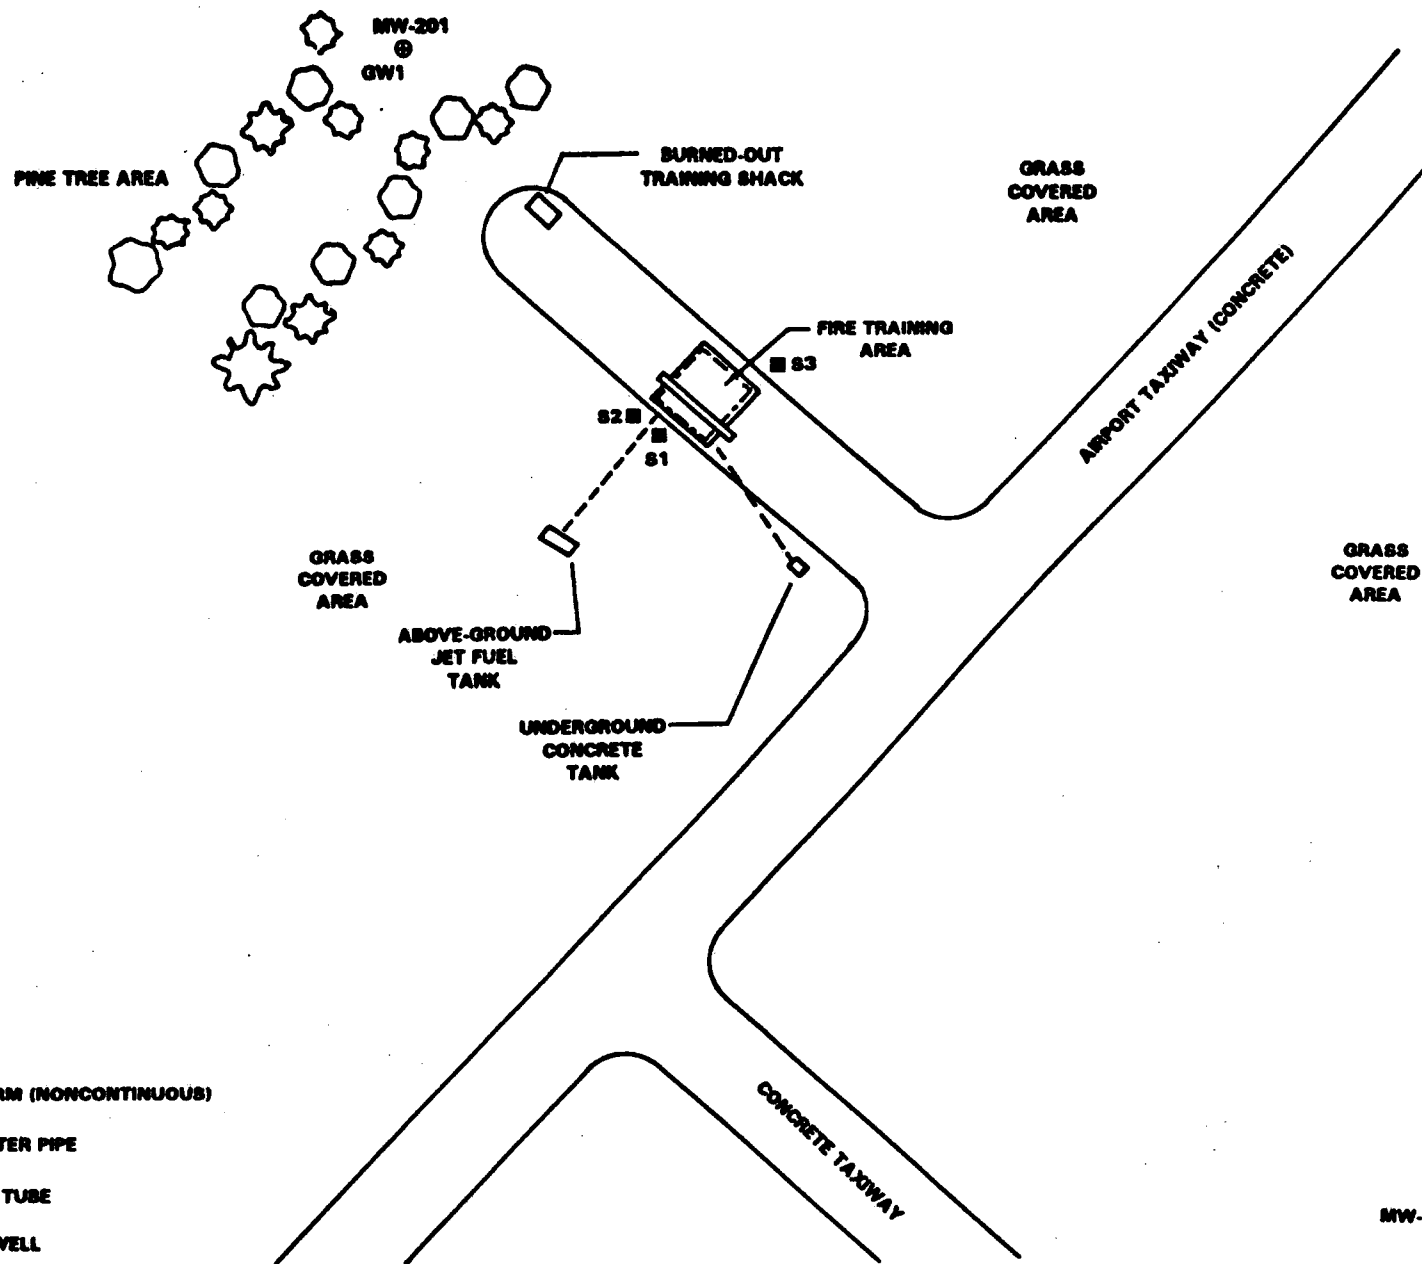 MW-201
GW1
PINE TREE AREA
BURNED-OUT
TRAINING SHACK
GRASS
COVERED
AREA
AIRPORT TAXIWAY (CONCRETE)
FIRE TRAINING
AREA
S3
S2
S1
GRASS
COVERED
AREA
GRASS
COVERED
AREA
ABOVE-GROUND
JET FUEL
TANK
UNDERGROUND
CONCRETE
TANK
CONCRETE TAXIWAY
RM (NONCONTINUOUS)
TER PIPE
TUBE
WELL
MW-